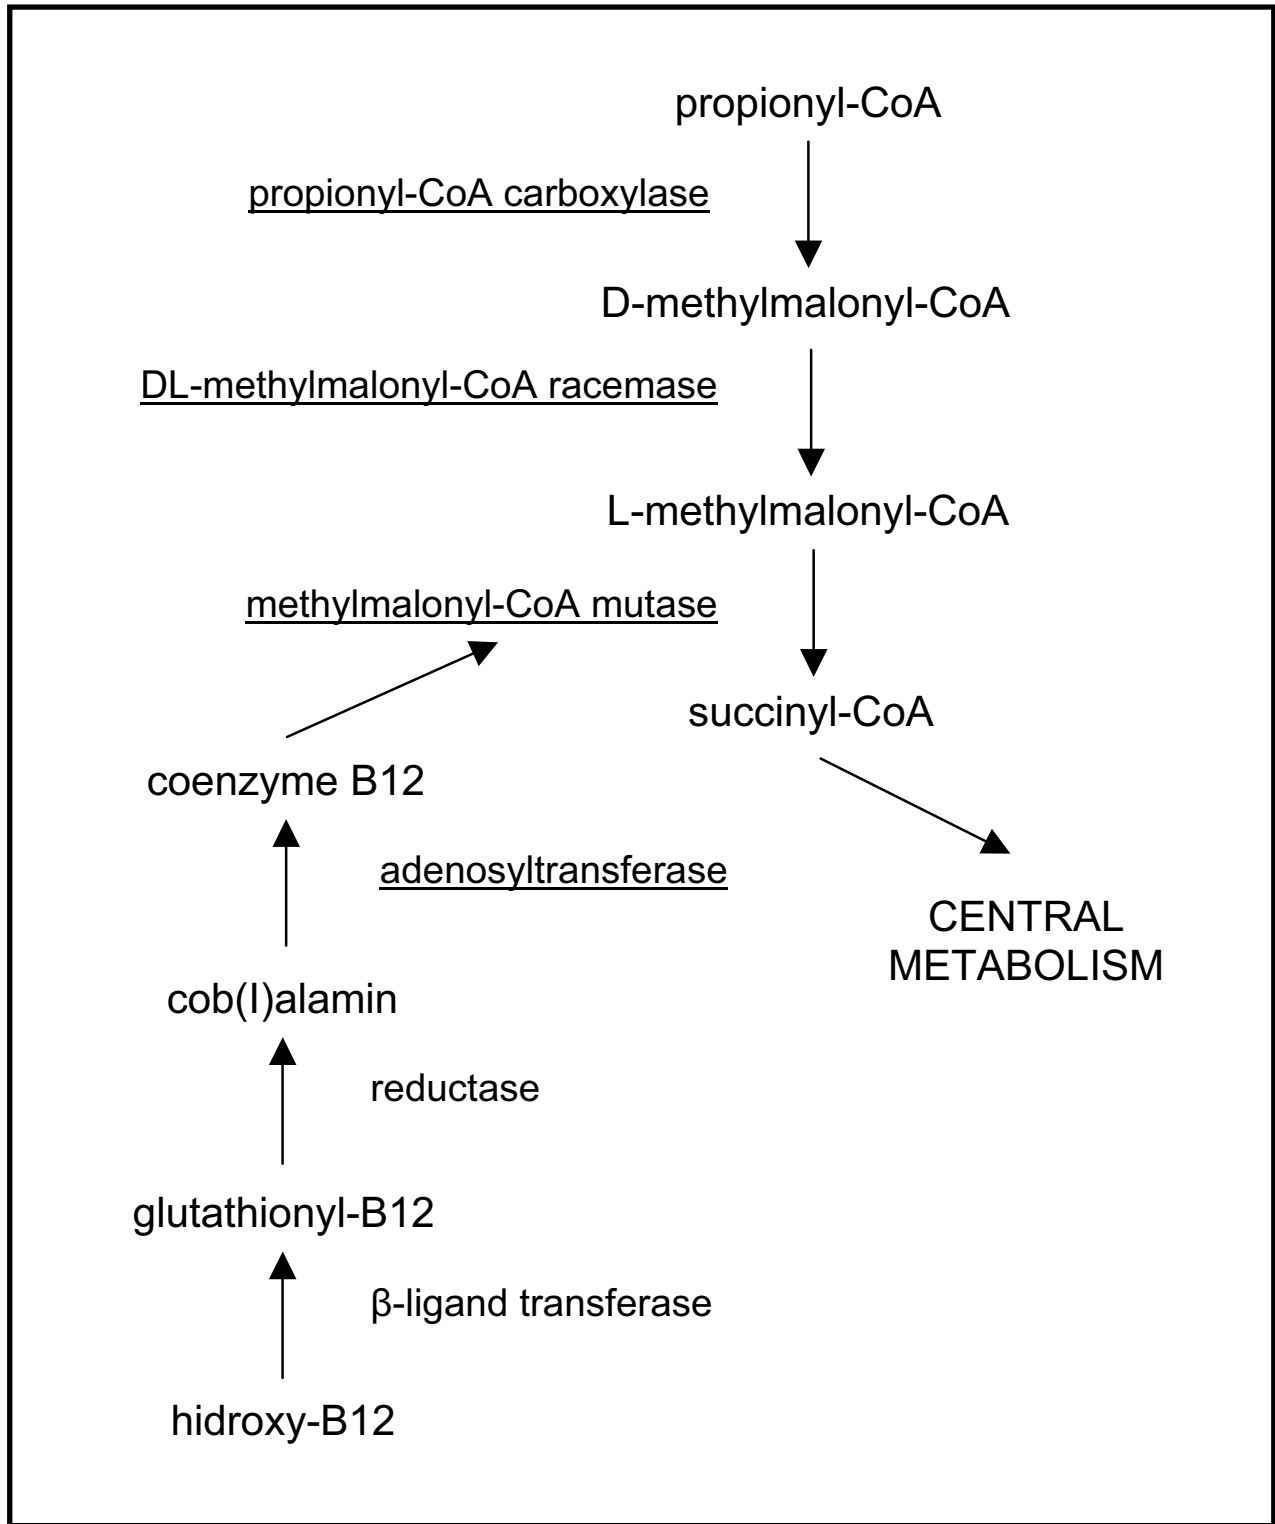 propionyl-CoA
propionyl-CoA carboxylase
D-methylmalonyl-CoA
DL-methylmalonyl-CoA racemase
L-methylmalonyl-CoA
methylmalonyl-CoA mutase
succinyl-CoA
coenzyme B12
adenosyltransferase
CENTRAL
METABOLISM
cob(I)alamin
reductase
glutathionyl-B12
β-ligand transferase
hidroxy-B12